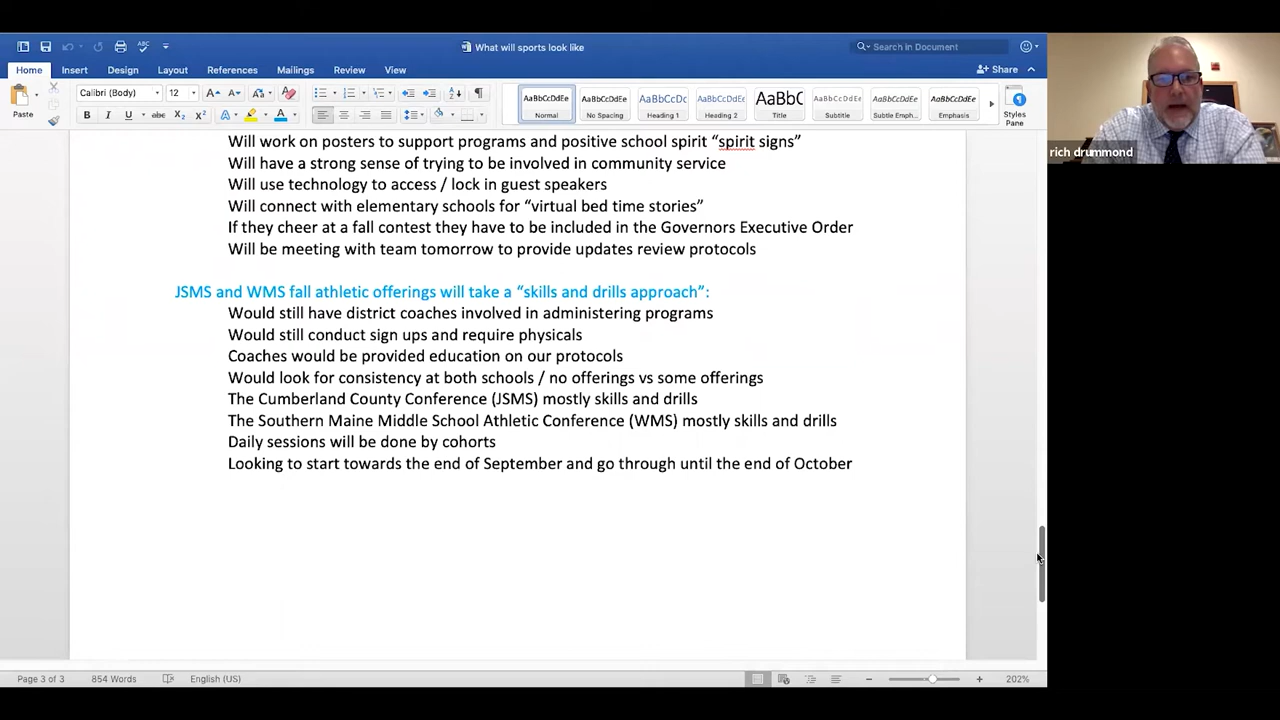 What will sports look like
Search in Document
Home Insert Design Layout References Mailings Review View
Share
Paste
Calibri (Body) 12
AaBbCcDdEe Normal
AaBbCcDdEe No Spacing
AaBbCcDc Heading 1
AaBbCcDdEe Heading 2
AaBbC Title
AaBbCcDdEe Subtitle
AaBbCcDdEe Subtle Emph...
AaBbCcDdEe Emphasis
Styles
Pane
rich drummond
Will work on posters to support programs and positive school spirit “spirit signs”
Will have a strong sense of trying to be involved in community service
Will use technology to access / lock in guest speakers
Will connect with elementary schools for “virtual bed time stories”
If they cheer at a fall contest they have to be included in the Governors Executive Order
Will be meeting with team tomorrow to provide updates review protocols
JSMS and WMS fall athletic offerings will take a “skills and drills approach”:
Would still have district coaches involved in administering programs
Would still conduct sign ups and require physicals
Coaches would be provided education on our protocols
Would look for consistency at both schools / no offerings vs some offerings
The Cumberland County Conference (JSMS) mostly skills and drills
The Southern Maine Middle School Athletic Conference (WMS) mostly skills and drills
Daily sessions will be done by cohorts
Looking to start towards the end of September and go through until the end of October
Page 3 of 3 854 Words English (US) 202%